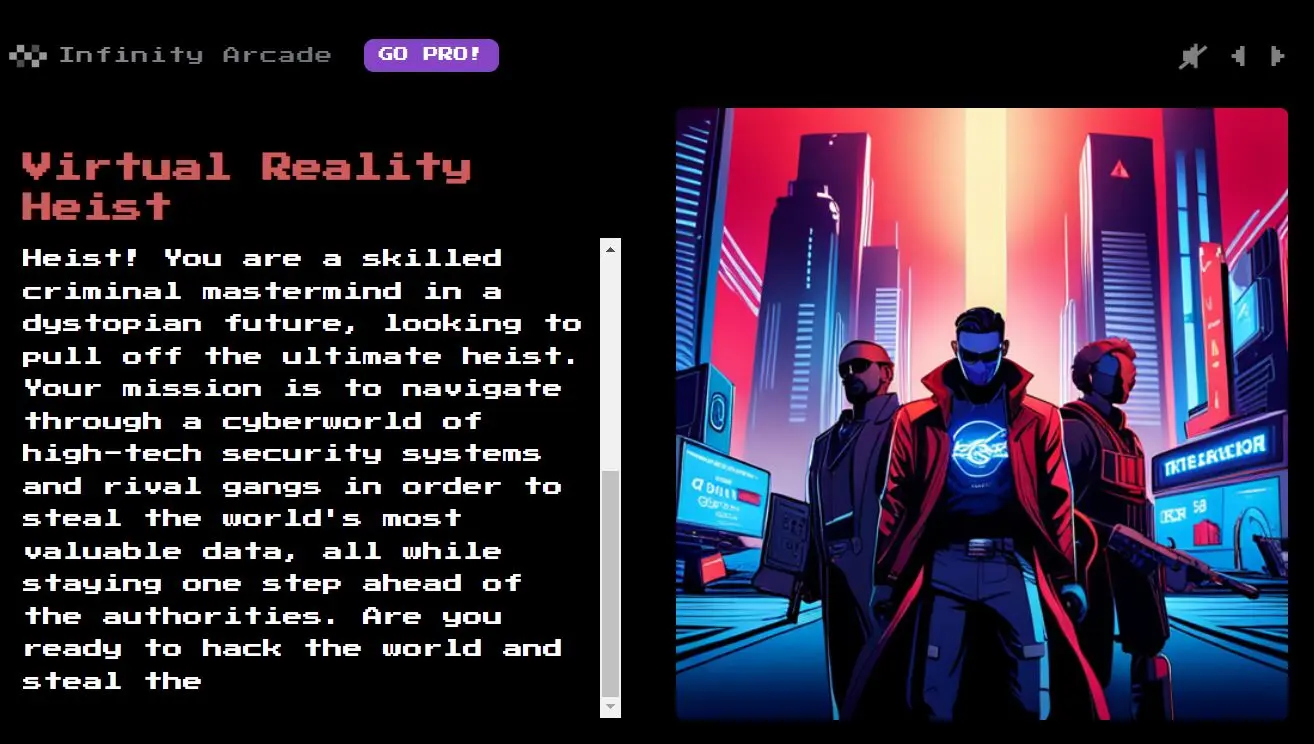 Infinity Arcade GO PRO!
Virtual Reality
Heist
Heist! You are a skilled
criminal mastermind in a
dystopian future, looking to
pull off the ultimate heist.
Your mission is to navigate
through a cyberworld of
high-tech security systems
and rival gangs in order to
steal the world's most
valuable data, all while
staying one step ahead of
the authorities. Are you
ready to hack the world and
steal the